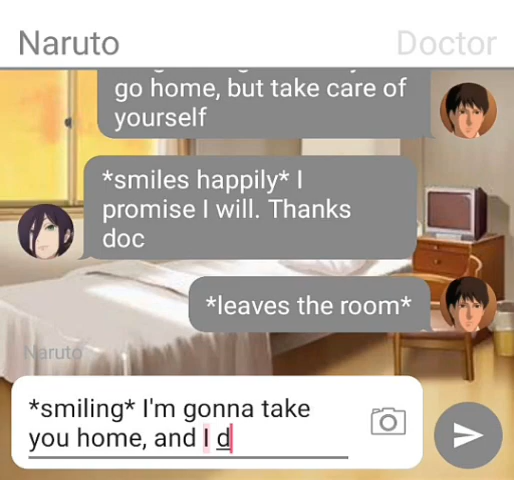 Naruto
Doctor
go home, but take care of
yourself
*smiles happily* I
promise I will. Thanks
doc
*leaves the room*
Naruto
*smiling* I'm gonna take
you home, and I d